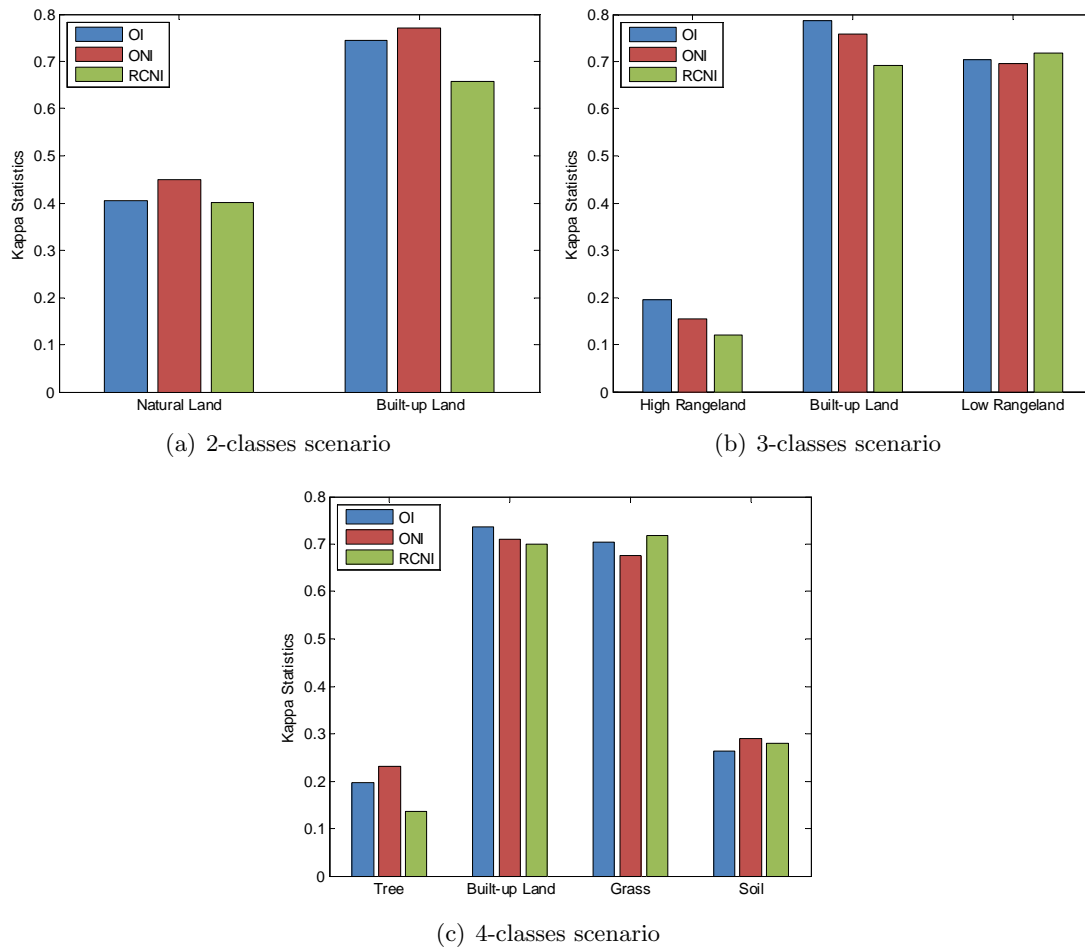 0.8
0.7
0.6
0.5
0.4
0.3
0.2
0.1
0
Kappa Statistics
OI
ONI
RCNI
Natural Land Built-up Land
(a) 2-classes scenario
0.8
0.7
0.6
0.5
0.4
0.3
0.2
0.1
0
Kappa Statistics
OI
ONI
RCNI
High Rangeland Built-up Land Low Rangeland
(b) 3-classes scenario
0.8
0.7
0.6
0.5
0.4
0.3
0.2
0.1
0
Kappa Statistics
OI
ONI
RCNI
Tree Built-up Land Grass Soil
(c) 4-classes scenario